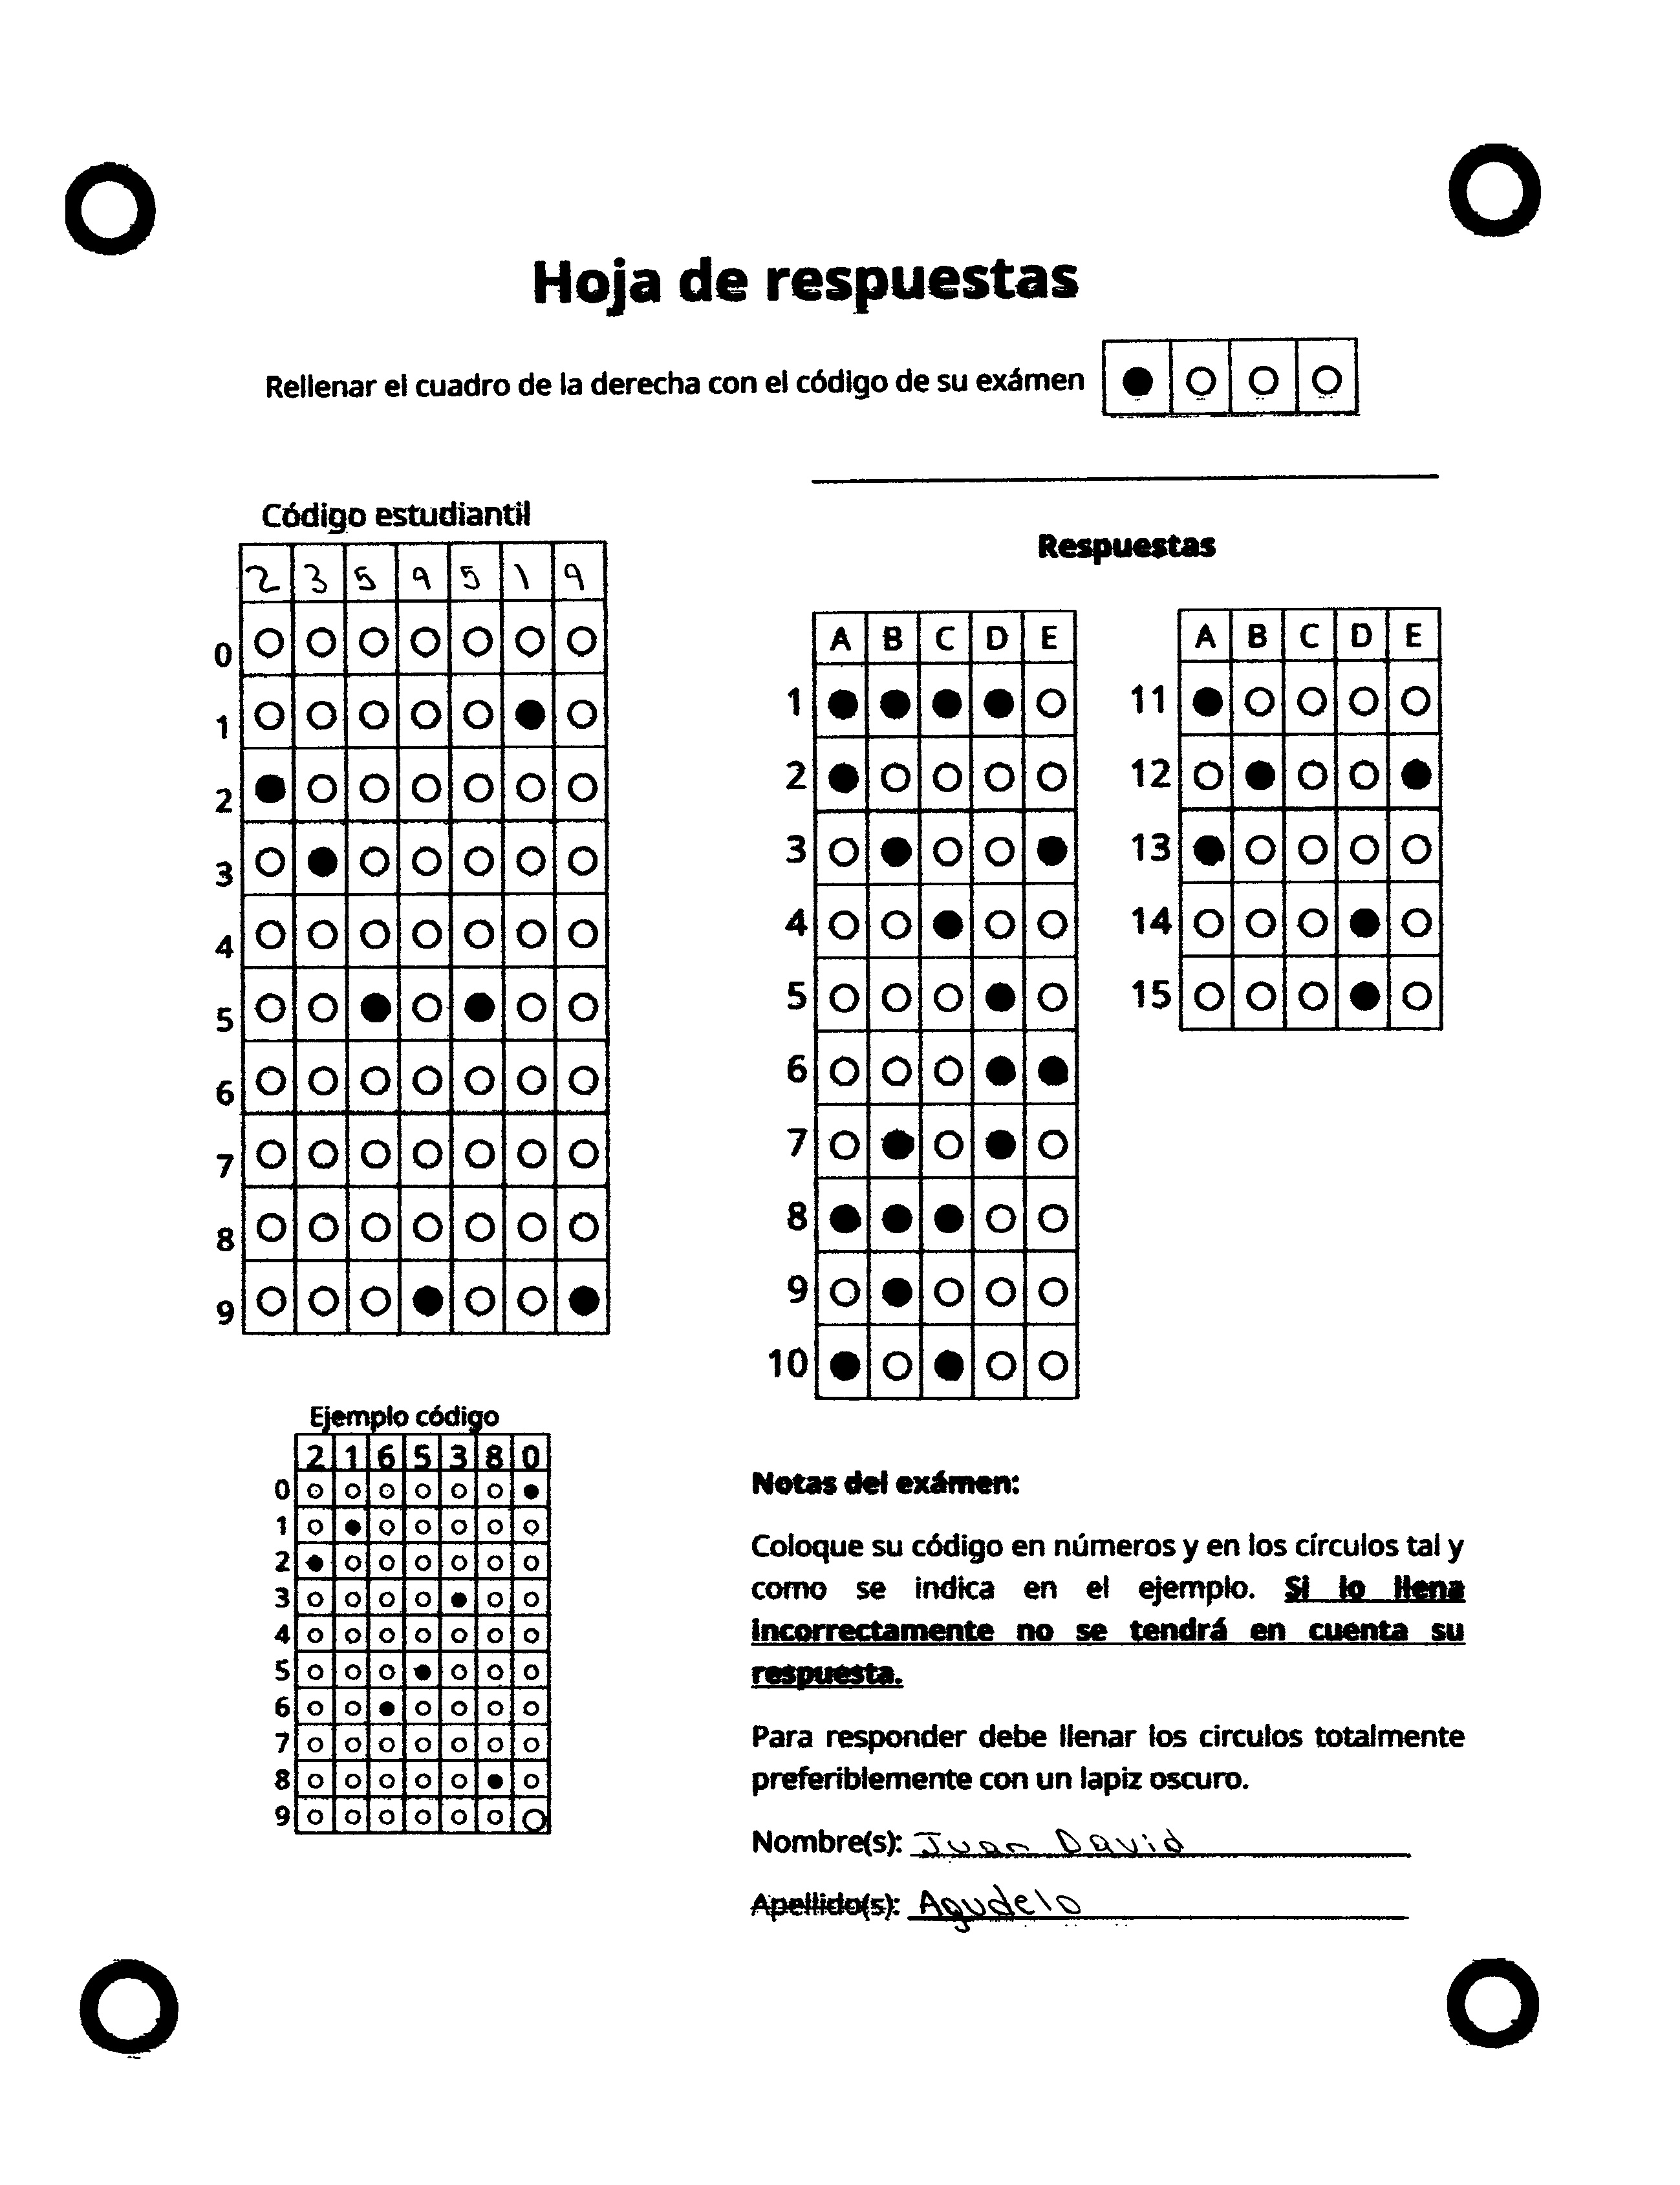 Hoja de respuestas
Rellenar el cuadro de la derecha con el código de su exámen
Código estudiantil
2 3 5 9 5 1 9
0
1
2
3
4
5
6
7
8
9
Respuestas
A B C D E
1
2
3
4
5
6
7
8
9
10
A B C D E
11
12
13
14
15
Ejemplo código
2 1 6 5 3 8 0
0
1
2
3
4
5
6
7
8
9
Notas del exámen:
Coloque su código en números y en los círculos tal y
como se indica en el ejemplo. Si lo llena
incorrectamente no se tendrá en cuenta su
respuesta.
Para responder debe llenar los circulos totalmente
preferiblemente con un lapiz oscuro.
Nombre(s): Juan David
Apellido(s): Agudelo